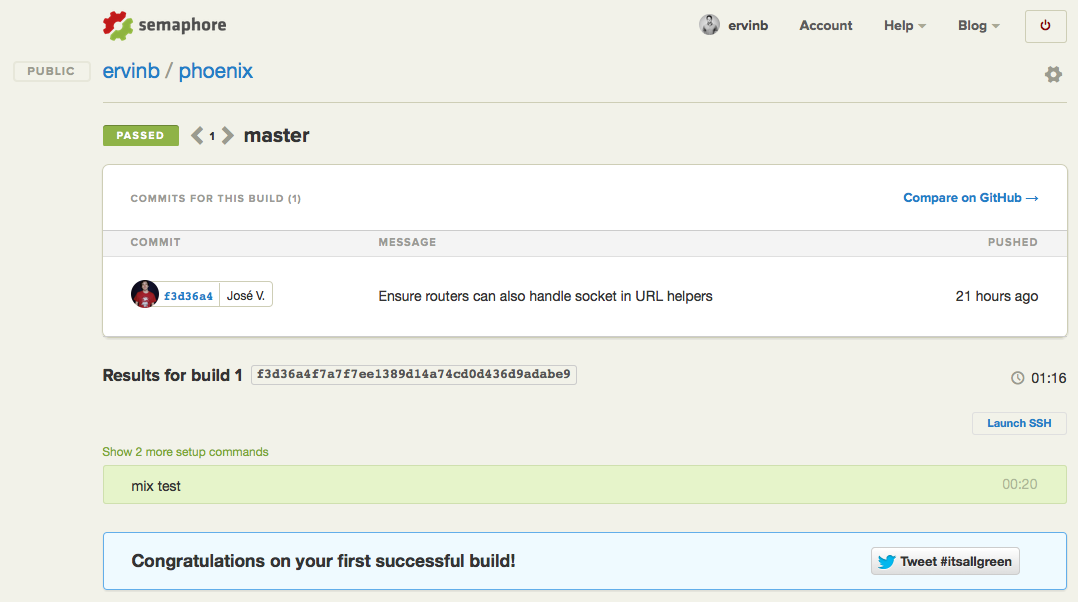 semaphore
ervinb Account Help Blog
PUBLIC
ervinb / phoenix
PASSED 1 master
COMMITS FOR THIS BUILD (1) Compare on GitHub →
COMMIT MESSAGE PUSHED
f3d36a4 José V. Ensure routers can also handle socket in URL helpers 21 hours ago
Results for build 1 f3d36a4f7a7f7ee1389d14a74cd0d436d9adabe9 01:16
Launch SSH
Show 2 more setup commands
mix test 00:20
Congratulations on your first successful build! Tweet #itsallgreen